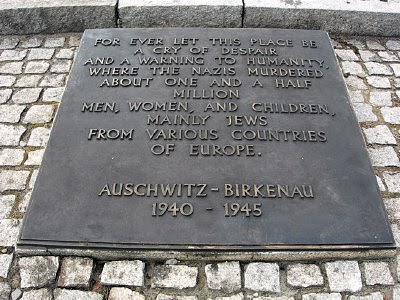 FOR EVER LET THIS PLACE BE
A CRY OF DESPAIR
AND A WARNING TO HUMANITY,
WHERE THE NAZIS MURDERED
ABOUT ONE AND A HALF
MILLION
MEN, WOMEN, AND CHILDREN,
MAINLY JEWS
FROM VARIOUS COUNTRIES
OF EUROPE.
AUSCHWITZ-BIRKENAU
1940 - 1945